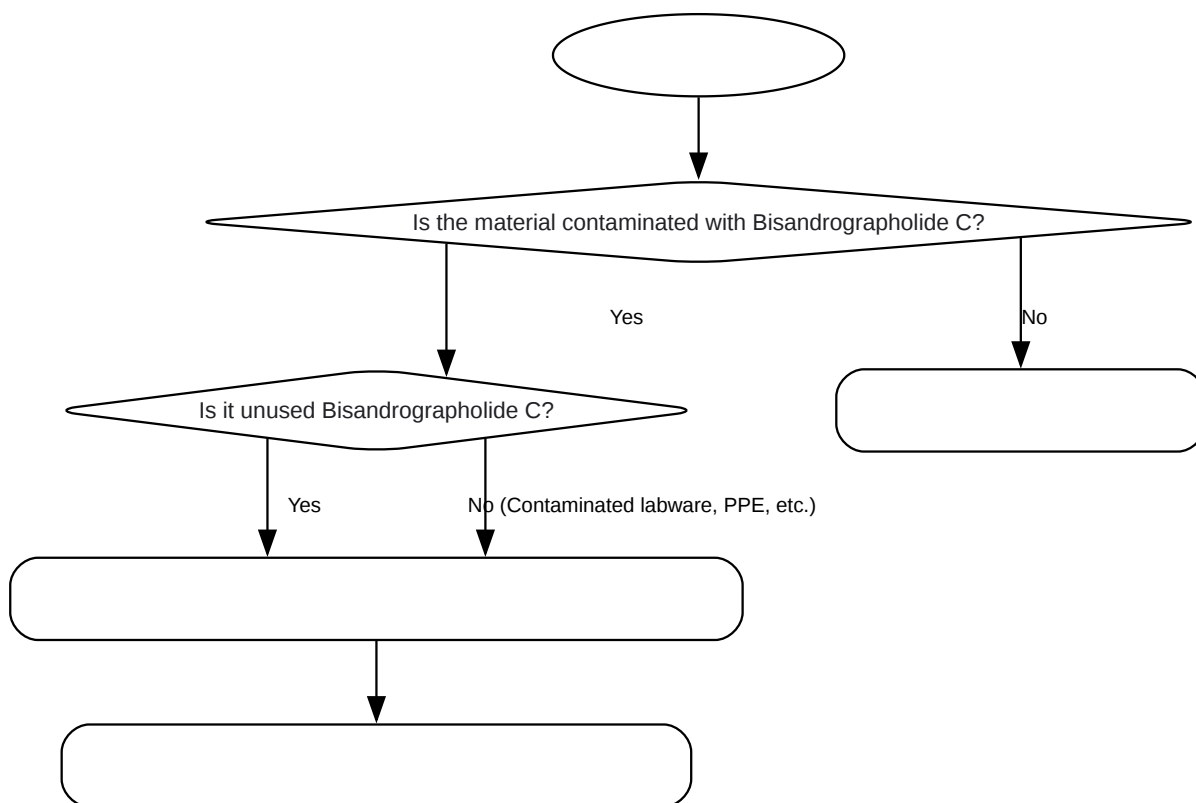 Is the material contaminated with Bisandrographolide C?
Yes
No
Is it unused Bisandrographolide C?
Yes
No (Contaminated labware, PPE, etc.)